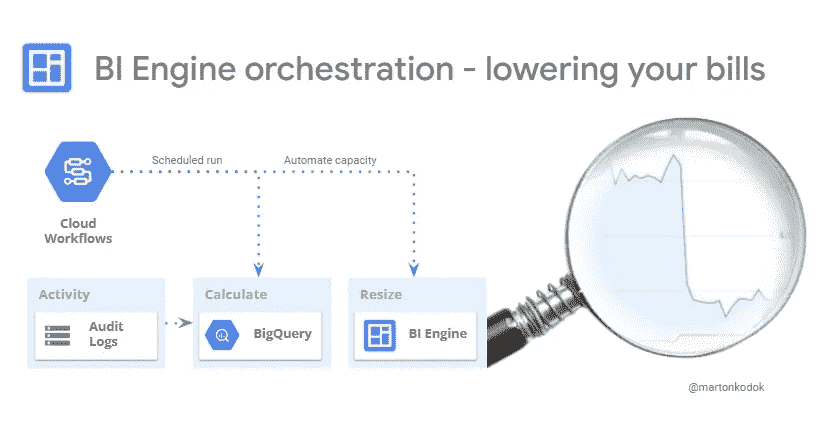 BI Engine orchestration - lowering your bills
Scheduled run
Automate capacity
Cloud
Workflows
Activity
Calculate
Resize
Audit
Logs
BigQuery
BI Engine
@martonkodok